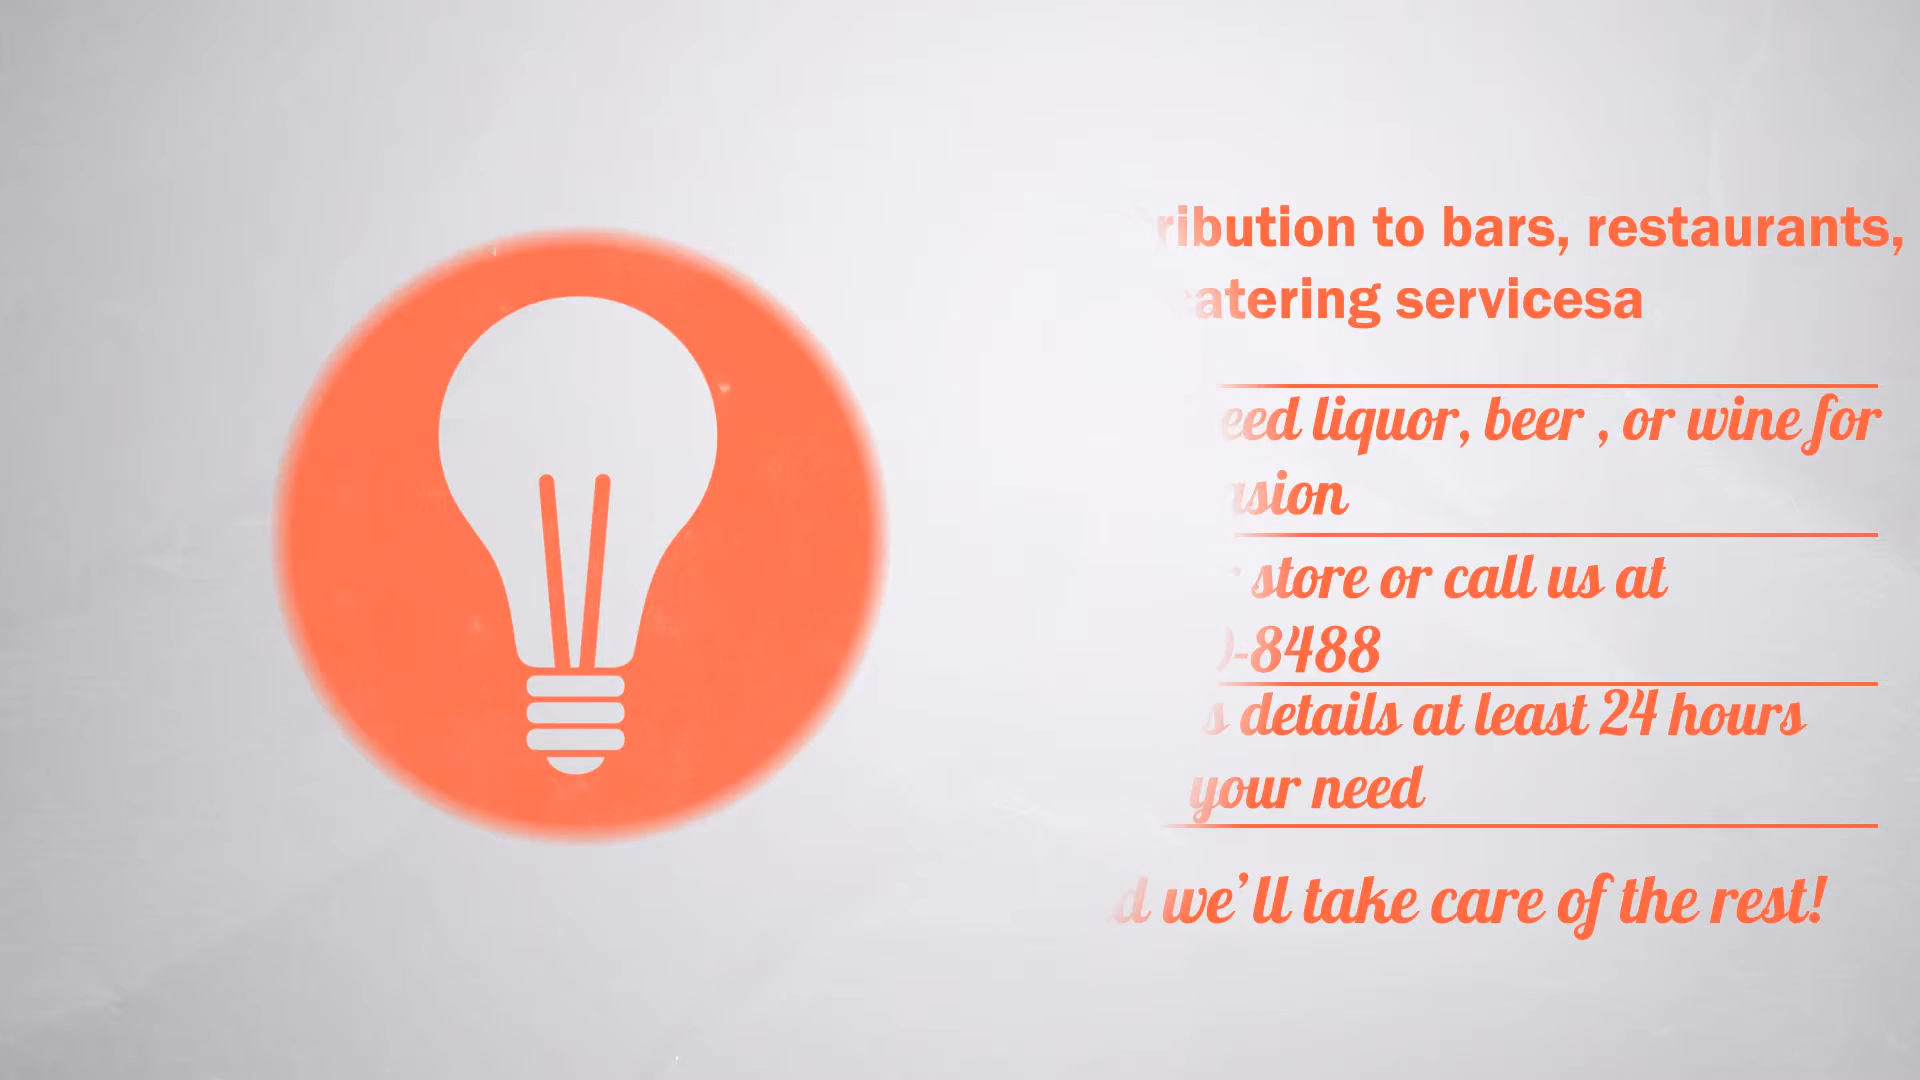 ribution to bars, restaurants,
atering servicesa
eed liquor, beer , or wine for
sion
store or call us at
-8488
s details at least 24 hours
your need
we'll take care of the rest!